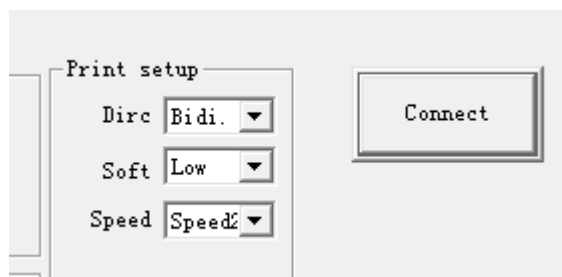 Print setup
Dirc Bidi.
Connect
Soft Low
Speed Speed2